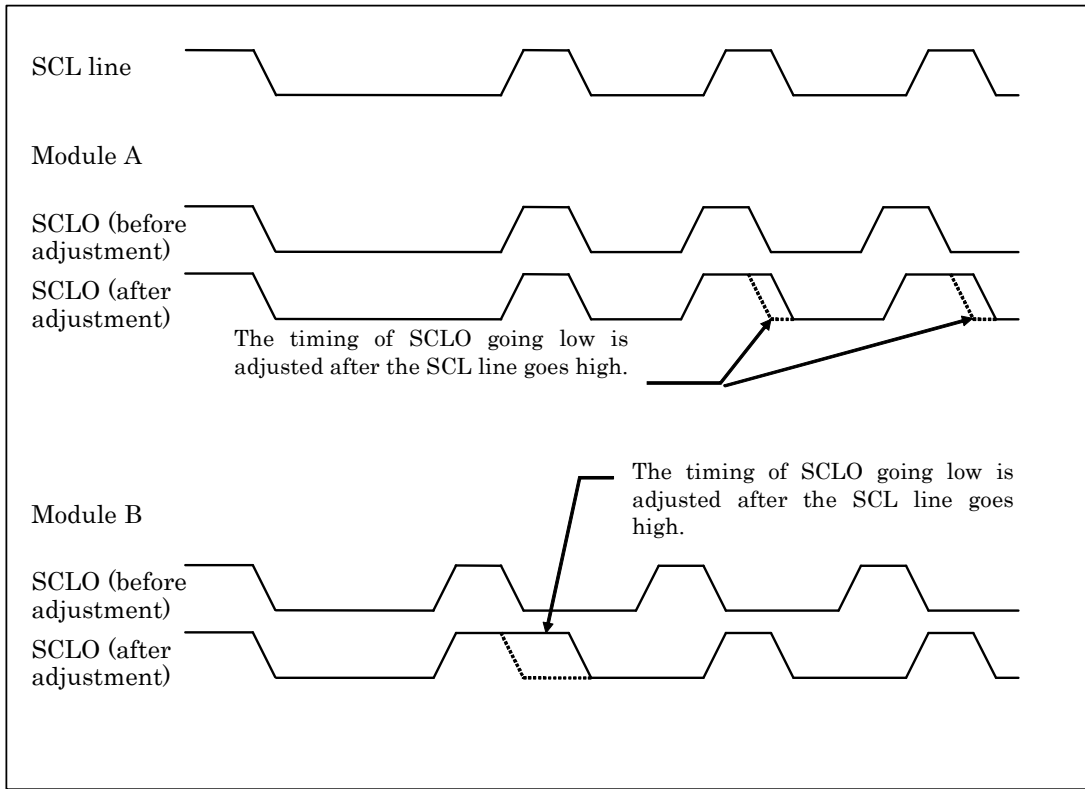 SCL line
Module A
SCLO (before
adjustment)
SCLO (after
adjustment)
The timing of SCLO going low is
adjusted after the SCL line goes high.
The timing of SCLO going low is
adjusted after the SCL line goes
high.
Module B
SCLO (before
adjustment)
SCLO (after
adjustment)